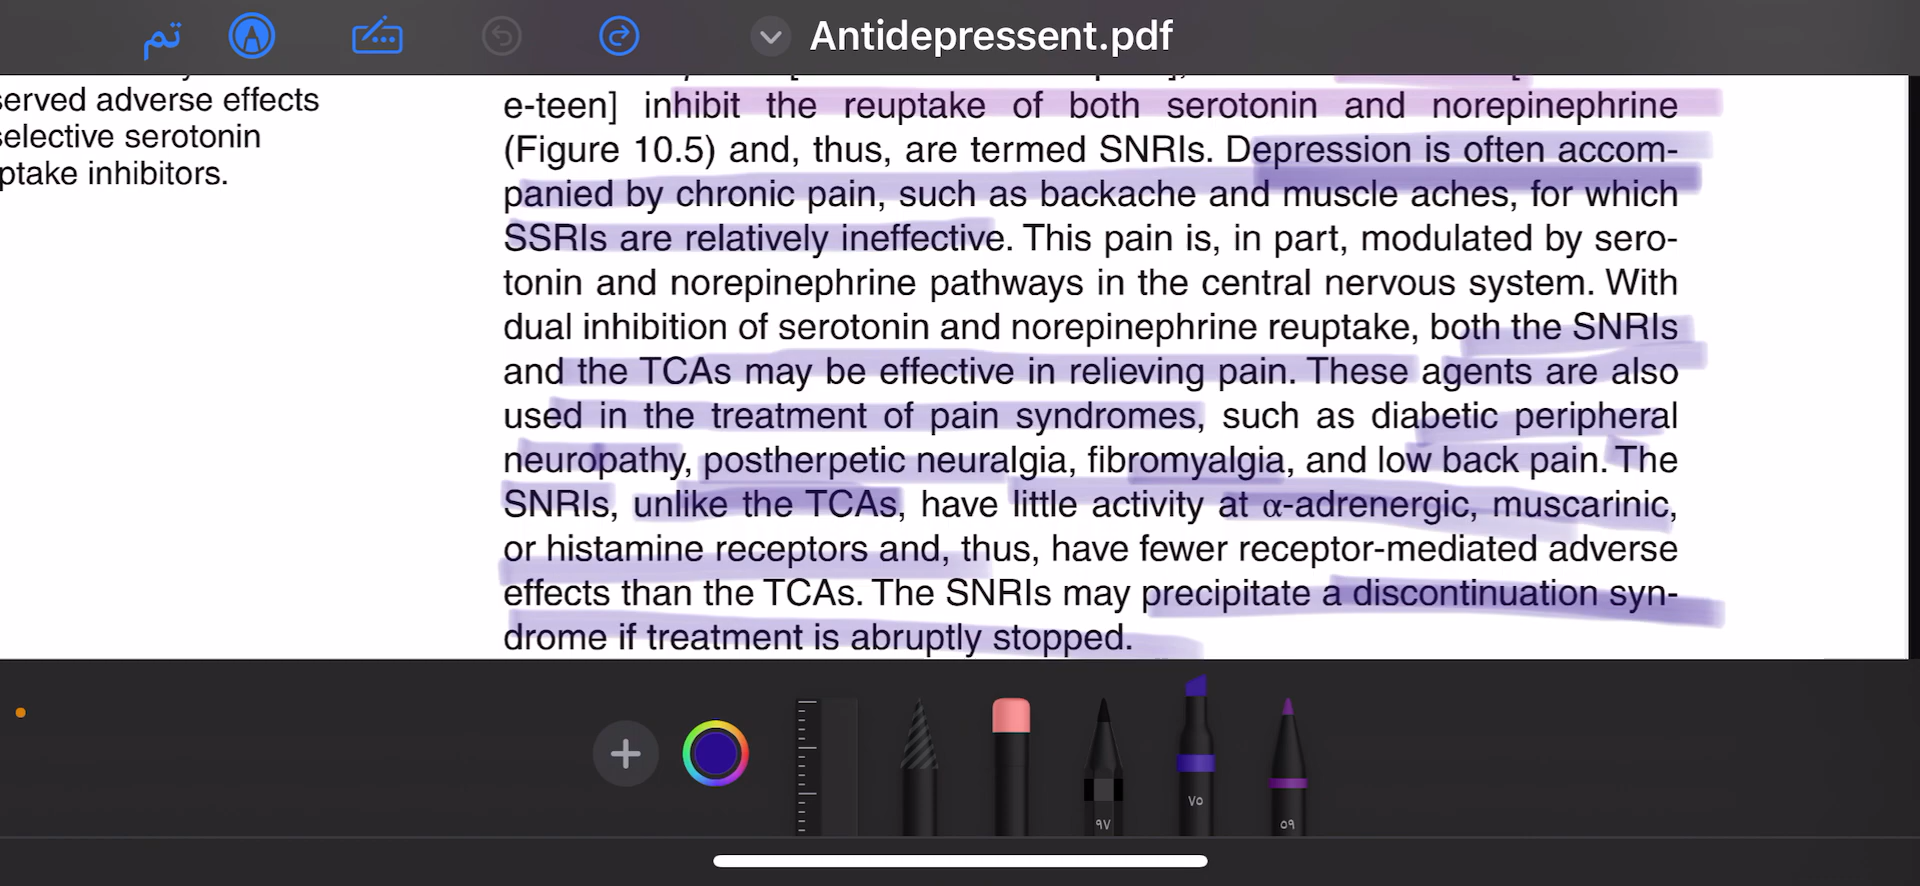 تم
Antidepressent.pdf
served adverse effects
selective serotonin
ptake inhibitors.
e-teen] inhibit the reuptake of both serotonin and norepinephrine
(Figure 10.5) and, thus, are termed SNRIs. Depression is often accom-
panied by chronic pain, such as backache and muscle aches, for which
SSRIs are relatively ineffective. This pain is, in part, modulated by sero-
tonin and norepinephrine pathways in the central nervous system. With
dual inhibition of serotonin and norepinephrine reuptake, both the SNRIs
and the TCAs may be effective in relieving pain. These agents are also
used in the treatment of pain syndromes, such as diabetic peripheral
neuropathy, postherpetic neuralgia, fibromyalgia, and low back pain. The
SNRIs, unlike the TCAs, have little activity at α-adrenergic, muscarinic,
or histamine receptors and, thus, have fewer receptor-mediated adverse
effects than the TCAs. The SNRIs may precipitate a discontinuation syn-
drome if treatment is abruptly stopped.
٩٧
٧٥
٥٩